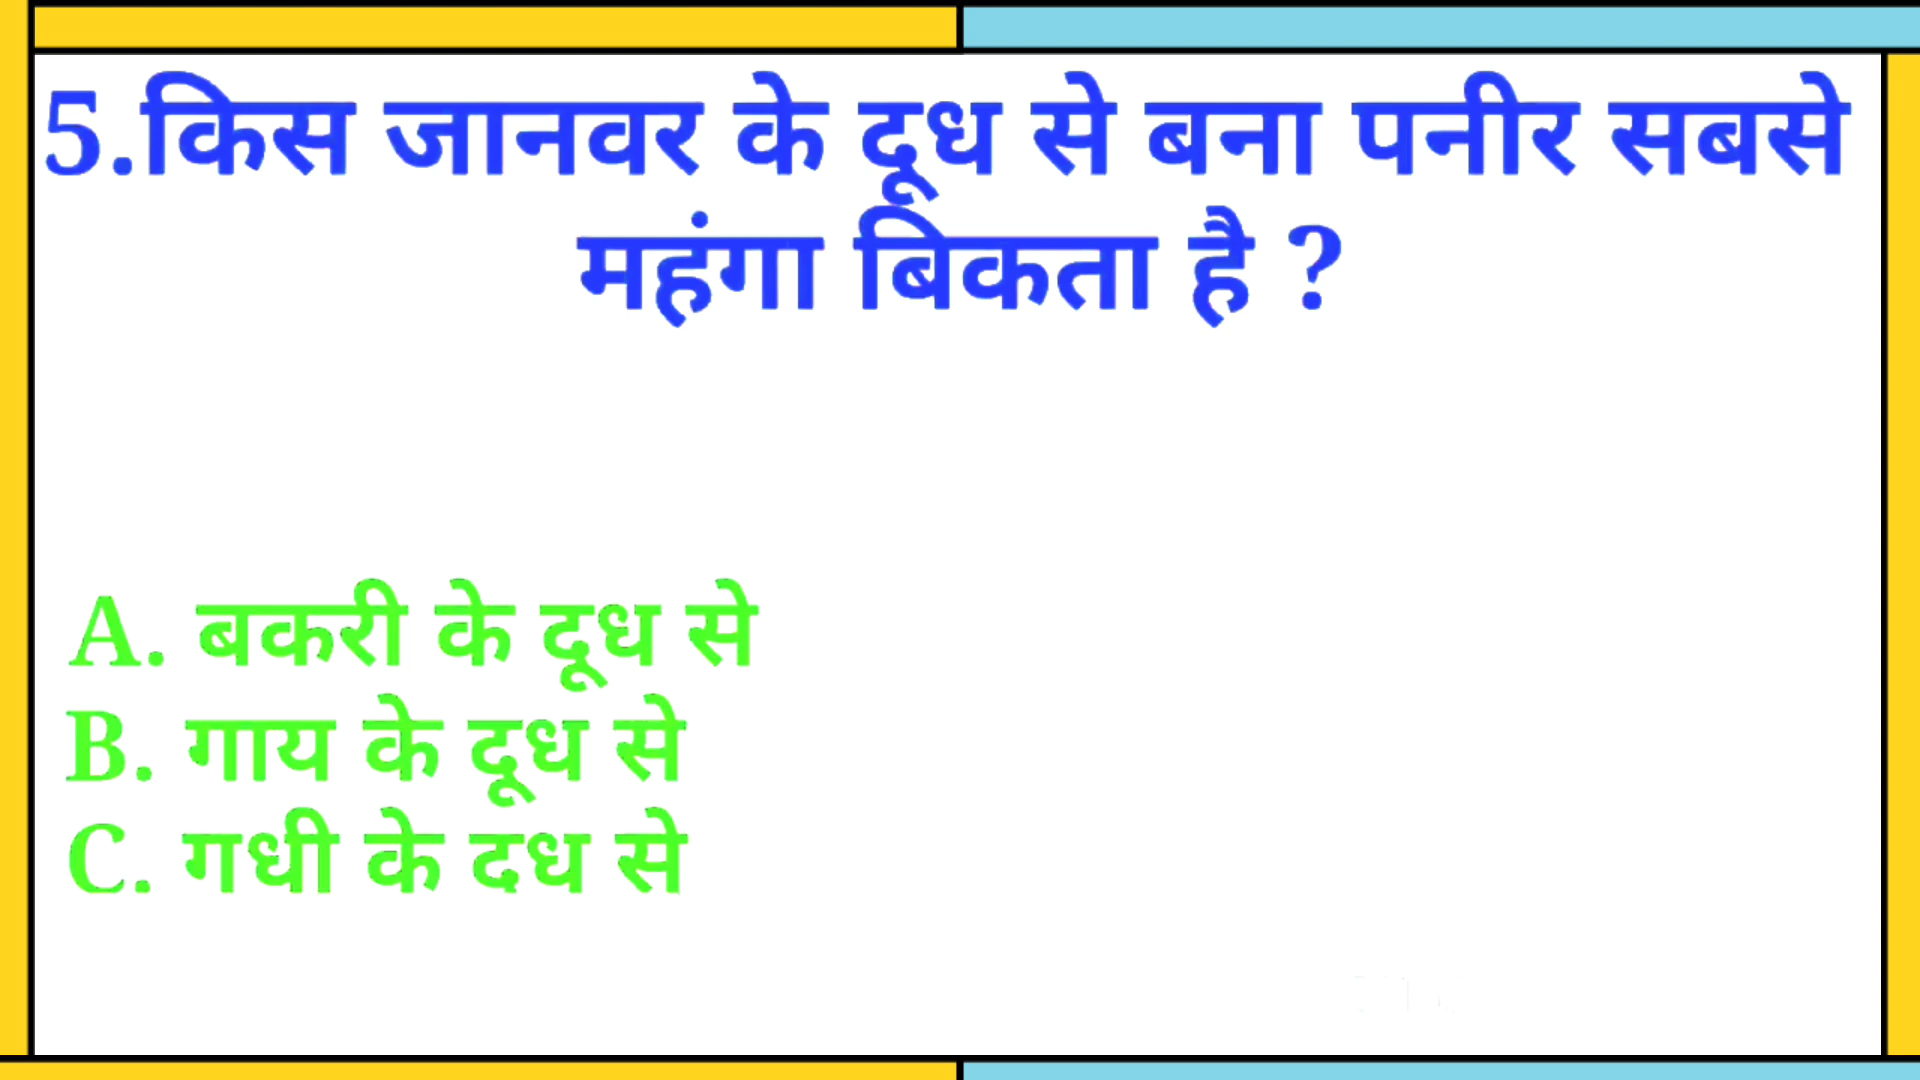 5.किस जानवर के दूध से बना पनीर सबसे
महंगा बिकता है ?
A. बकरी के दूध से
B. गाय के दूध से
C. गधी के दध से